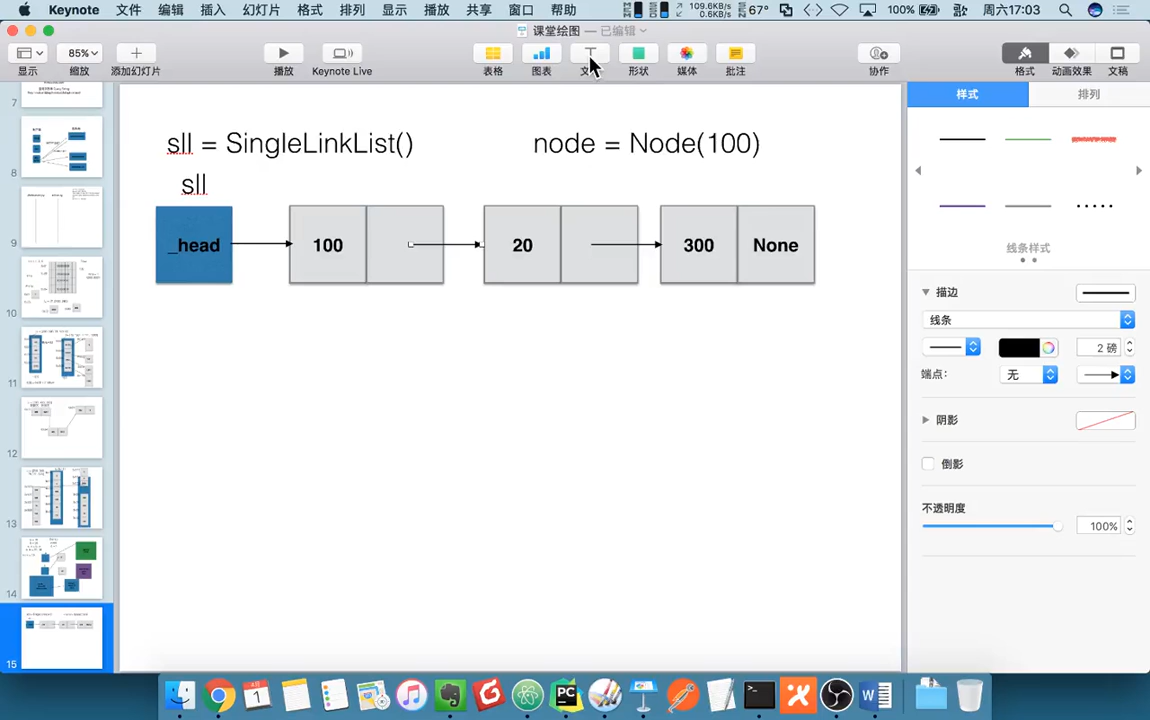 Keynote 文件 编辑 插入 幻灯片 格式 排列 显示 播放 共享 窗口 帮助 109.6KB/s 0.6KB/s 67° 100% 周六17:03
课堂绘图 — 已编辑
85%
显示 缩放 添加幻灯片 播放 Keynote Live 表格 图表 形状 媒体 批注 协作 格式 动画效果 文稿
样式 排列
7
8
9
10
11
12
13
14
15
sll = SingleLinkList() node = Node(100)
sll
_head 100 20 300 None
线条样式
描边
线条
2 磅
端点: 无
阴影
倒影
不透明度
100%